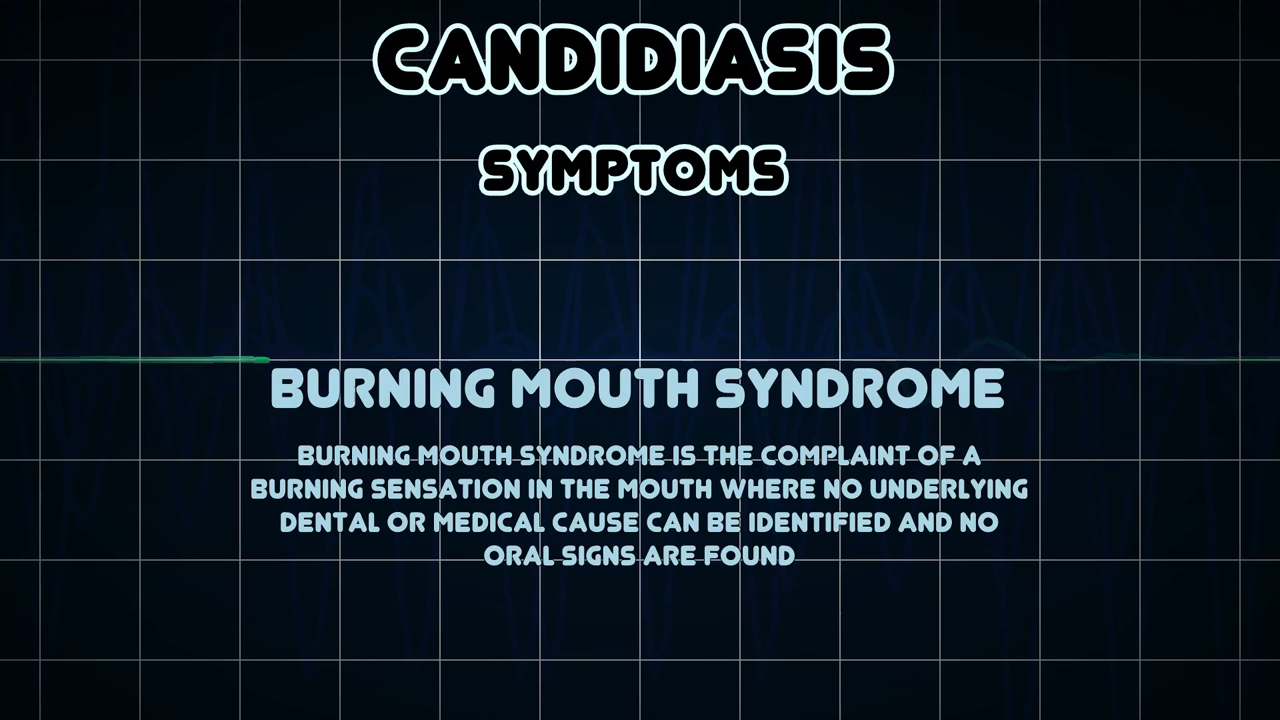 CANDIDIASIS
SYMPTOMS
BURNING MOUTH SYNDROME
BURNING MOUTH SYNDROME IS THE COMPLAINT OF A
BURNING SENSATION IN THE MOUTH WHERE NO UNDERLYING
DENTAL OR MEDICAL CAUSE CAN BE IDENTIFIED AND NO
ORAL SIGNS ARE FOUND